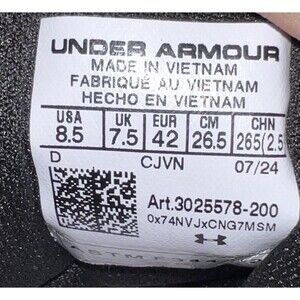 UNDER ARMOUR
MADE IN VIETNAM
FABRIQUÉ AU VIETNAM
HECHO EN VIETNAM
USA UK EUR CM CHN
8.5 7.5 42 26.5 265(2.5
D CJVN 07/24
Art.3025578-200
0x74NVJxCNG7MSM